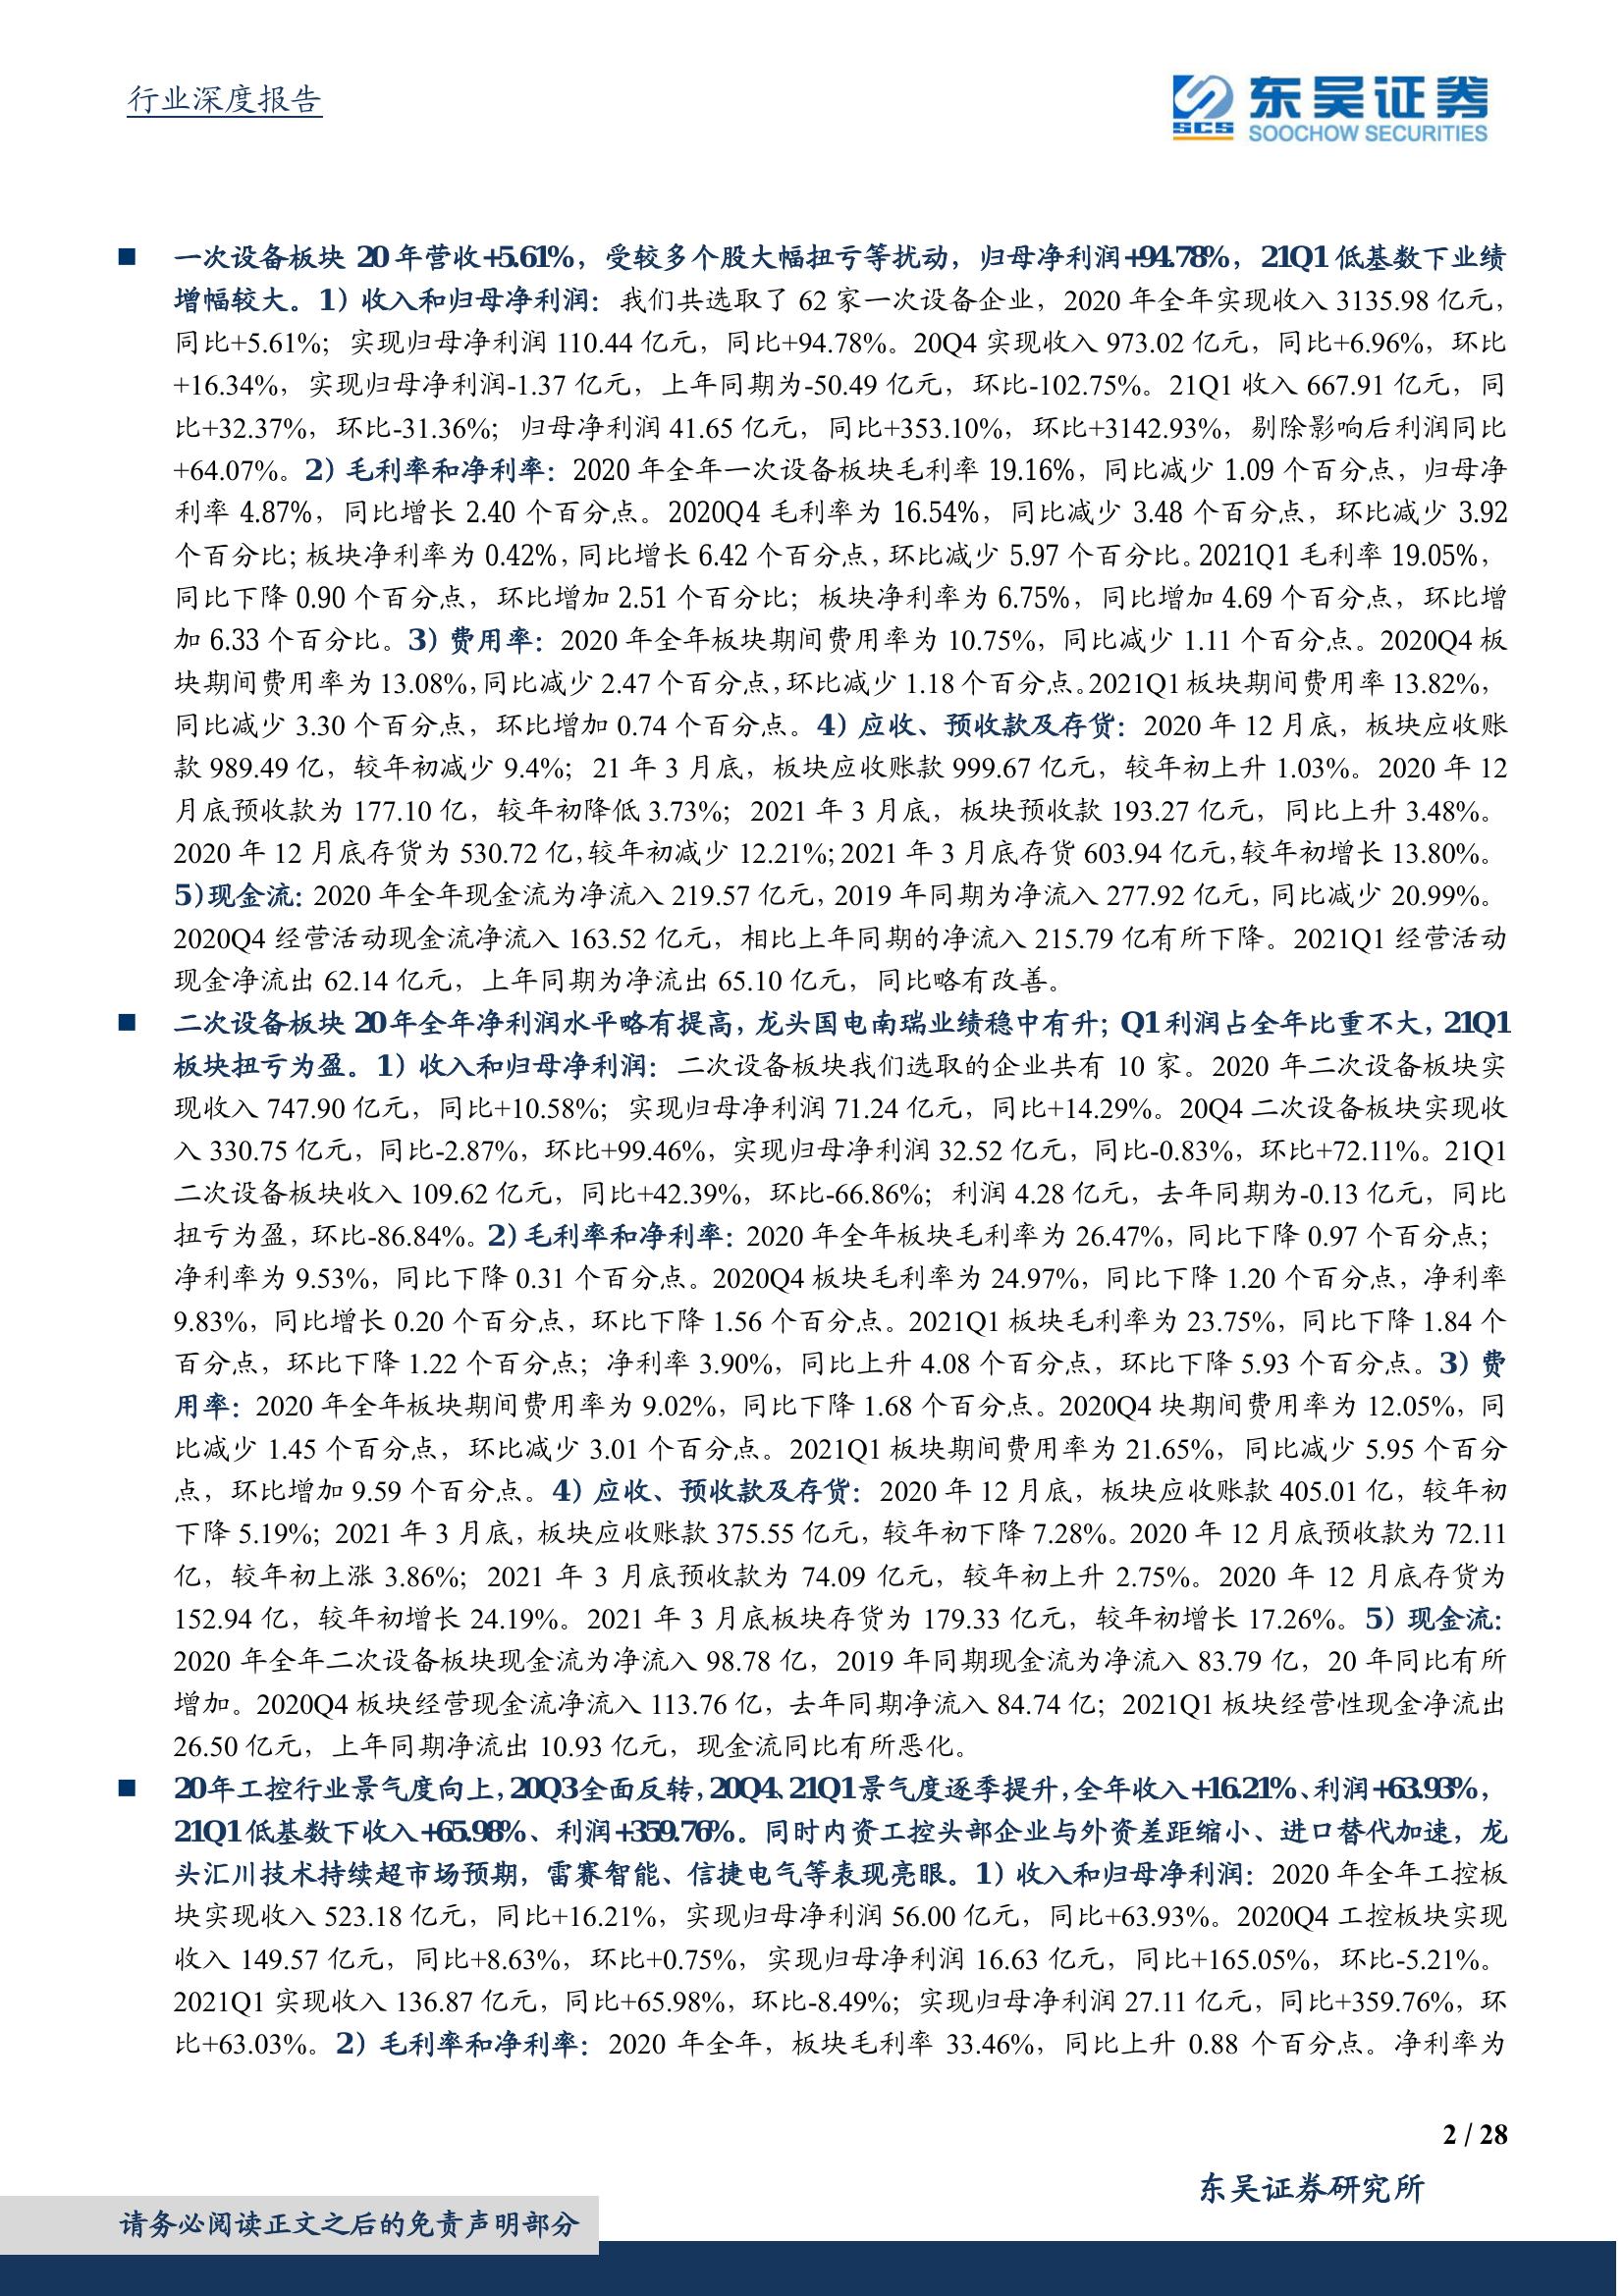 行业深度报告
东吴证券
SCS
SOOCHOW SECURITIES
■ 一次设备板块 20 年营收+5.61%，受较多个股大幅扭亏等扰动，归母净利润+94.78%，21Q1 低基数下业绩
增幅较大。1）收入和归母净利润：我们共选取了 62 家一次设备企业，2020 年全年实现收入 3135.98 亿元，
同比+5.61%；实现归母净利润 110.44 亿元，同比+94.78%。20Q4 实现收入 973.02 亿元，同比+6.96%，环比
+16.34%，实现归母净利润-1.37 亿元，上年同期为-50.49 亿元，环比-102.75%。21Q1 收入 667.91 亿元，同
比+32.37%，环比-31.36%；归母净利润 41.65 亿元，同比+353.10%，环比+3142.93%，剔除影响后利润同比
+64.07%。2）毛利率和净利率：2020 年全年一次设备板块毛利率 19.16%，同比减少 1.09 个百分点，归母净
利率 4.87%，同比增长 2.40 个百分点。2020Q4 毛利率为 16.54%，同比减少 3.48 个百分点，环比减少 3.92
个百分比；板块净利率为 0.42%，同比增长 6.42 个百分点，环比减少 5.97 个百分比。2021Q1 毛利率 19.05%，
同比下降 0.90 个百分点，环比增加 2.51 个百分比；板块净利率为 6.75%，同比增加 4.69 个百分点，环比增
加 6.33 个百分比。3）费用率：2020 年全年板块期间费用率为 10.75%，同比减少 1.11 个百分点。2020Q4 板
块期间费用率为 13.08%，同比减少 2.47 个百分点，环比减少 1.18 个百分点。2021Q1 板块期间费用率 13.82%，
同比减少 3.30 个百分点，环比增加 0.74 个百分点。4）应收、预收款及存货：2020 年 12 月底，板块应收账
款 989.49 亿，较年初减少 9.4%；21 年 3 月底，板块应收账款 999.67 亿元，较年初上升 1.03%。2020 年 12
月底预收款为 177.10 亿，较年初降低 3.73%；2021 年 3 月底，板块预收款 193.27 亿元，同比上升 3.48%。
2020 年 12 月底存货为 530.72 亿，较年初减少 12.21%；2021 年 3 月底存货 603.94 亿元，较年初增长 13.80%。
5）现金流：2020 年全年现金流为净流入 219.57 亿元，2019 年同期为净流入 277.92 亿元，同比减少 20.99%。
2020Q4 经营活动现金流净流入 163.52 亿元，相比上年同期的净流入 215.79 亿有所下降。2021Q1 经营活动
现金净流出 62.14 亿元，上年同期为净流出 65.10 亿元，同比略有改善。
■ 二次设备板块 20 年全年净利润水平略有提高，龙头国电南瑞业绩稳中有升；Q1 利润占全年比重不大，21Q1
板块扭亏为盈。1）收入和归母净利润：二次设备板块我们选取的企业共有 10 家。2020 年二次设备板块实
现收入 747.90 亿元，同比+10.58%；实现归母净利润 71.24 亿元，同比+14.29%。20Q4 二次设备板块实现收
入 330.75 亿元，同比-2.87%，环比+99.46%，实现归母净利润 32.52 亿元，同比-0.83%，环比+72.11%。21Q1
二次设备板块收入 109.62 亿元，同比+42.39%，环比-66.86%；利润 4.28 亿元，去年同期为-0.13 亿元，同比
扭亏为盈，环比-86.84%。2）毛利率和净利率：2020 年全年板块毛利率为 26.47%，同比下降 0.97 个百分点；
净利率为 9.53%，同比下降 0.31 个百分点。2020Q4 板块毛利率为 24.97%，同比下降 1.20 个百分点，净利率
9.83%，同比增长 0.20 个百分点，环比下降 1.56 个百分点。2021Q1 板块毛利率为 23.75%，同比下降 1.84 个
百分点，环比下降 1.22 个百分点；净利率 3.90%，同比上升 4.08 个百分点，环比下降 5.93 个百分点。3）费
用率：2020 年全年板块期间费用率为 9.02%，同比下降 1.68 个百分点。2020Q4 块期间费用率为 12.05%，同
比减少 1.45 个百分点，环比减少 3.01 个百分点。2021Q1 板块期间费用率为 21.65%，同比减少 5.95 个百分
点，环比增加 9.59 个百分点。4）应收、预收款及存货：2020 年 12 月底，板块应收账款 405.01 亿，较年初
下降 5.19%；2021 年 3 月底，板块应收账款 375.55 亿元，较年初下降 7.28%。2020 年 12 月底预收款为 72.11
亿，较年初上涨 3.86%；2021 年 3 月底预收款为 74.09 亿元，较年初上升 2.75%。2020 年 12 月底存货为
152.94 亿，较年初增长 24.19%。2021 年 3 月底板块存货为 179.33 亿元，较年初增长 17.26%。5）现金流：
2020 年全年二次设备板块现金流为净流入 98.78 亿，2019 年同期现金流为净流入 83.79 亿，20 年同比有所
增加。2020Q4 板块经营现金流净流入 113.76 亿，去年同期净流入 84.74 亿；2021Q1 板块经营性现金净流出
26.50 亿元，上年同期净流出 10.93 亿元，现金流同比有所恶化。
■ 20年工控行业景气度向上，20Q3 全面反转，20Q4、21Q1 景气度逐季提升，全年收入+16.21%、利润+63.93%，
21Q1 低基数下收入+65.98%、利润+359.76%。同时内资工控头部企业与外资差距缩小、进口替代加速，龙
头汇川技术持续超市场预期，雷赛智能、信捷电气等表现亮眼。1）收入和归母净利润：2020 年全年工控板
块实现收入 523.18 亿元，同比+16.21%，实现归母净利润 56.00 亿元，同比+63.93%。2020Q4 工控板块实现
收入 149.57 亿元，同比+8.63%，环比+0.75%，实现归母净利润 16.63 亿元，同比+165.05%，环比-5.21%。
2021Q1 实现收入 136.87 亿元，同比+65.98%，环比-8.49%；实现归母净利润 27.11 亿元，同比+359.76%，环
比+63.03%。2）毛利率和净利率：2020 年全年，板块毛利率 33.46%，同比上升 0.88 个百分点。净利率为
2 / 28
东吴证券研究所
请务必阅读正文之后的免责声明部分